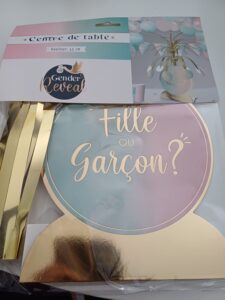 Centre de table
Gender
Reveal
Fille
ou
Garçon?